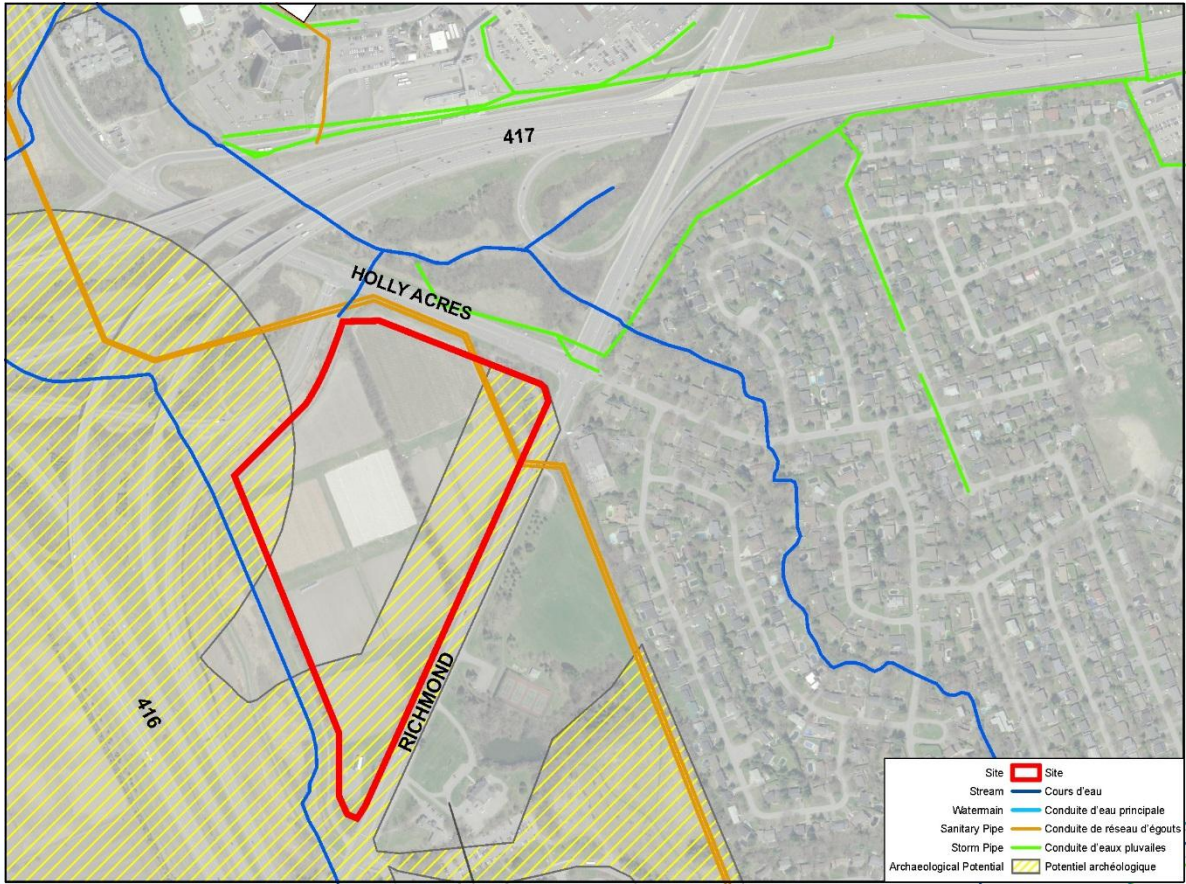 417
HOLLY ACRES
RICHMOND
416
Site Site
Stream Cours d'eau
Watermain Conduite d'eau principale
Sanitary Pipe Conduite de réseau d'égouts
Storm Pipe Conduite d'eaux pluvailes
Archaeological Potential Potentiel archéologique